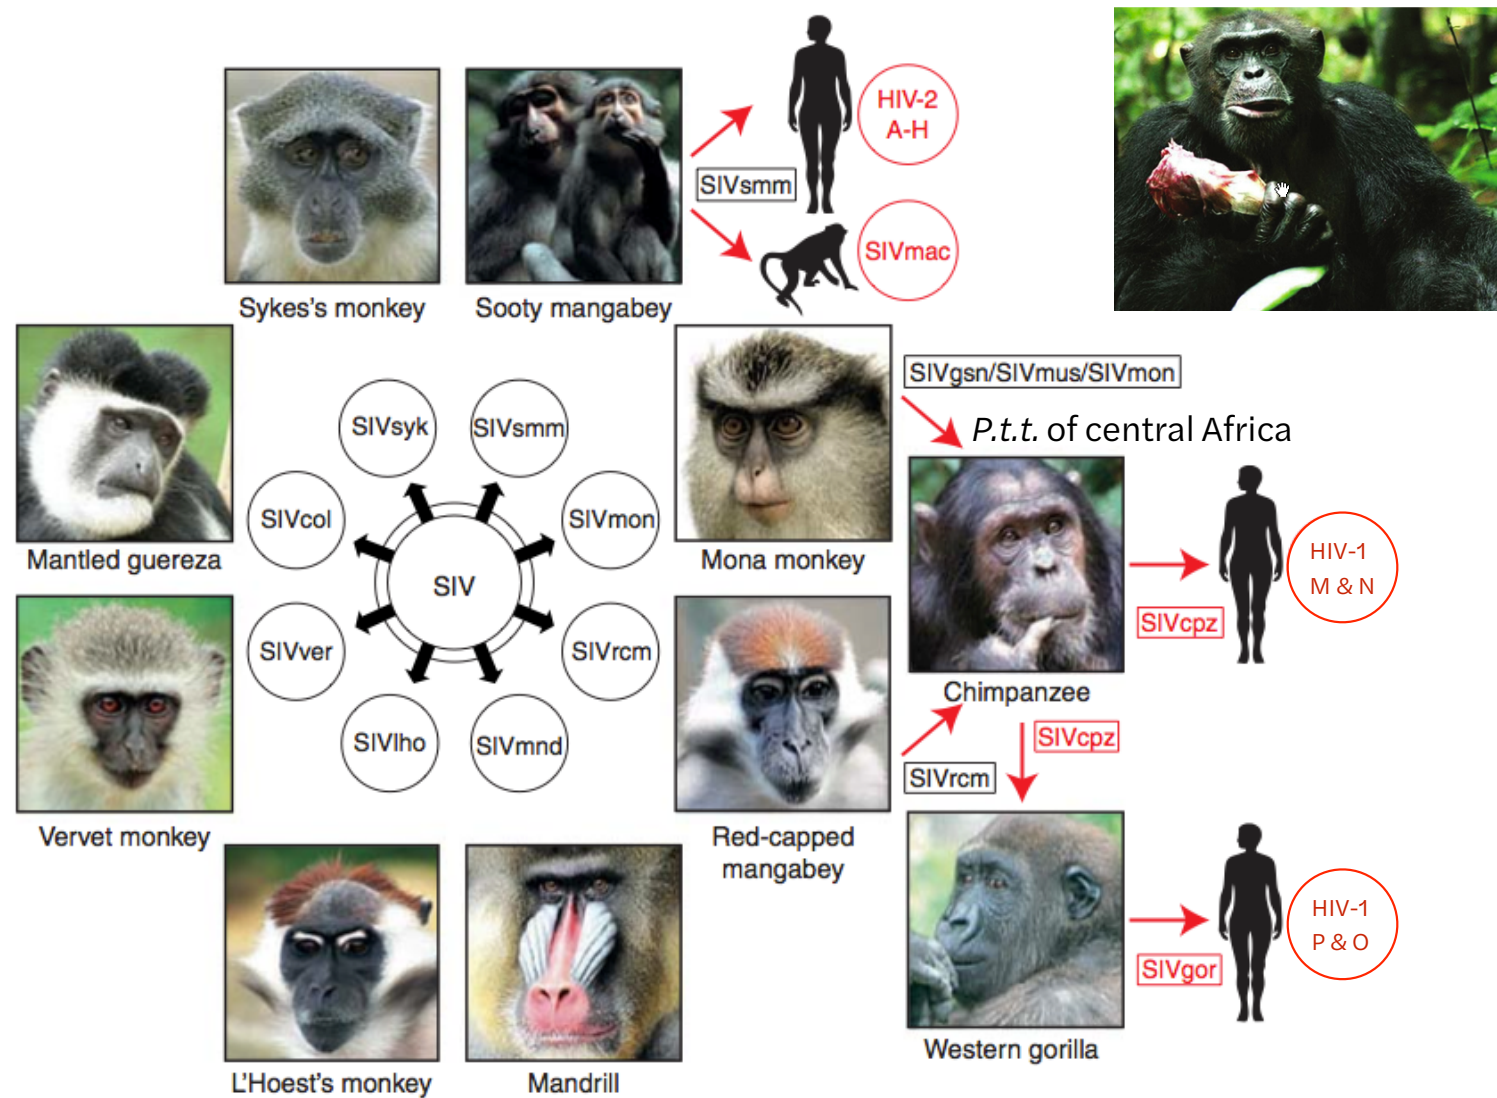 HIV-2
A-H
SIVsmm
SIVmac
Sykes's monkey
Sooty mangabey
SIVgsn/SIVmus/SIVmon
P.t.t. of central Africa
SIVsyk
SIVsmm
SIVcol
SIVmon
Mantled guereza
Mona monkey
HIV-1
M & N
SIV
SIVcpz
SIVver
SIVrcm
Chimpanzee
SIVlho
SIVmnd
SIVcpz
SIVrcm
Vervet monkey
Red-capped
mangabey
HIV-1
P & O
SIVgor
Western gorilla
L'Hoest's monkey
Mandrill